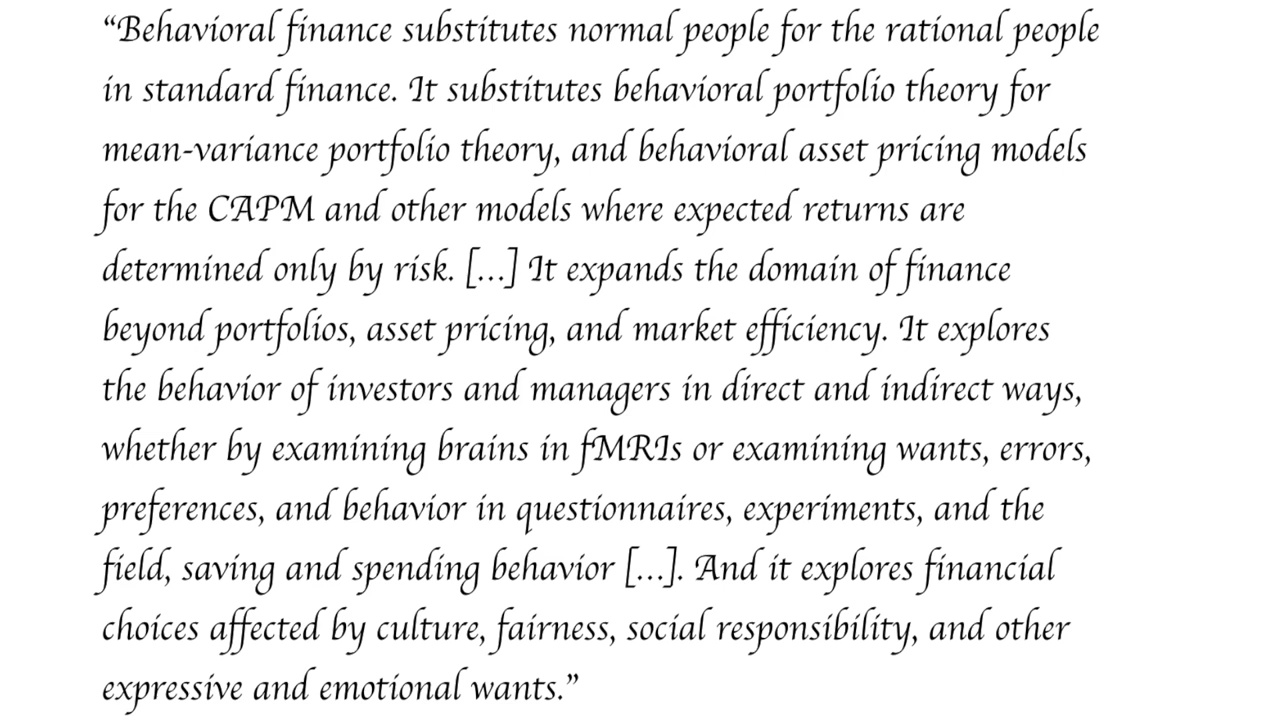 “Behavioral finance substitutes normal people for the rational people
in standard finance. It substitutes behavioral portfolio theory for
mean-variance portfolio theory, and behavioral asset pricing models
for the CAPM and other models where expected returns are
determined only by risk. […] It expands the domain of finance
beyond portfolios, asset pricing, and market efficiency. It explores
the behavior of investors and managers in direct and indirect ways,
whether by examining brains in fMRIs or examining wants, errors,
preferences, and behavior in questionnaires, experiments, and the
field, saving and spending behavior […]. And it explores financial
choices affected by culture, fairness, social responsibility, and other
expressive and emotional wants.”